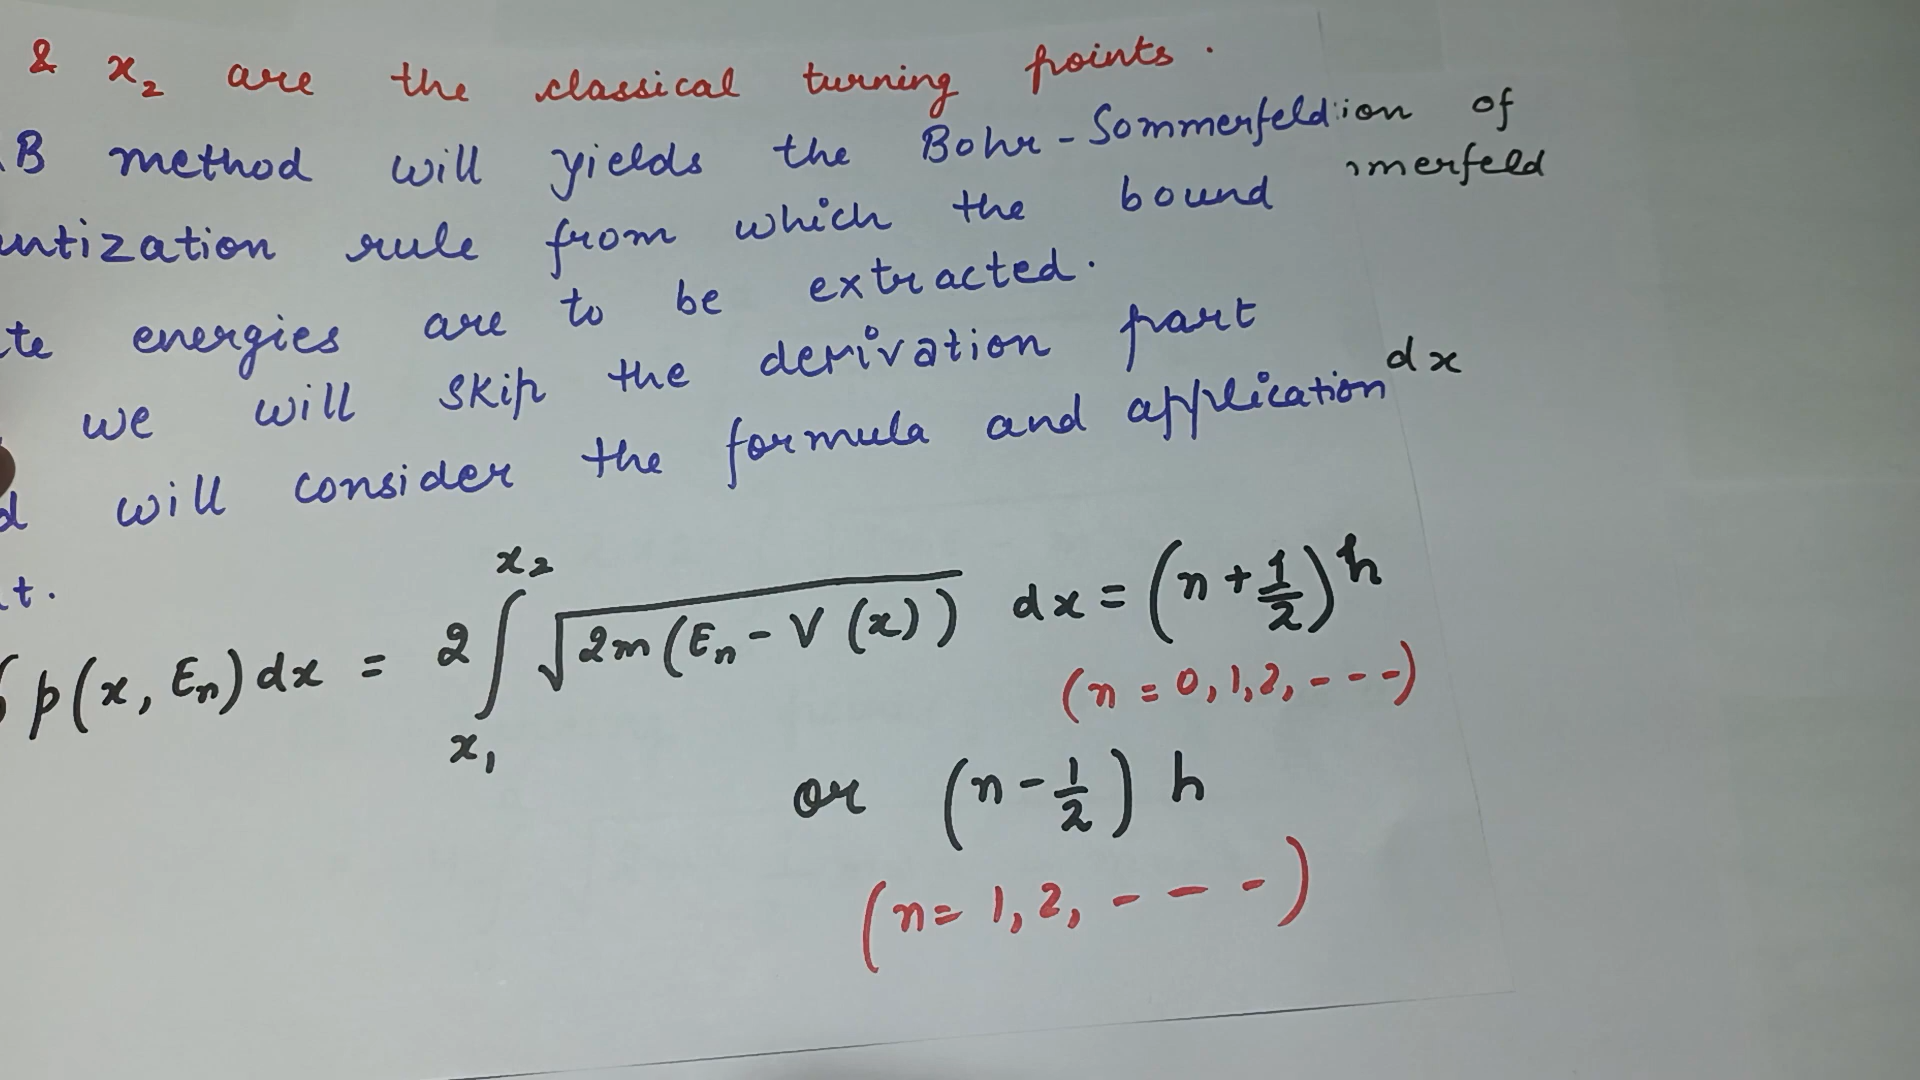 & x₂ are the classical turning points.
B method will yields the Bohr-Sommerfeld
ion of
merfeld
ntization rule from which the bound
te energies are to be extracted.
we will skip the derivation part
dx
d will consider the formula and application
t.
∫ p(x, Eₙ) dx = 2 ∫_{x₁}^{x₂} √(2m(Eₙ - V(x))) dx = (n + 1/2) h
(n = 0, 1, 2, - - -)
or (n - 1/2) h
(n = 1, 2, - - -)